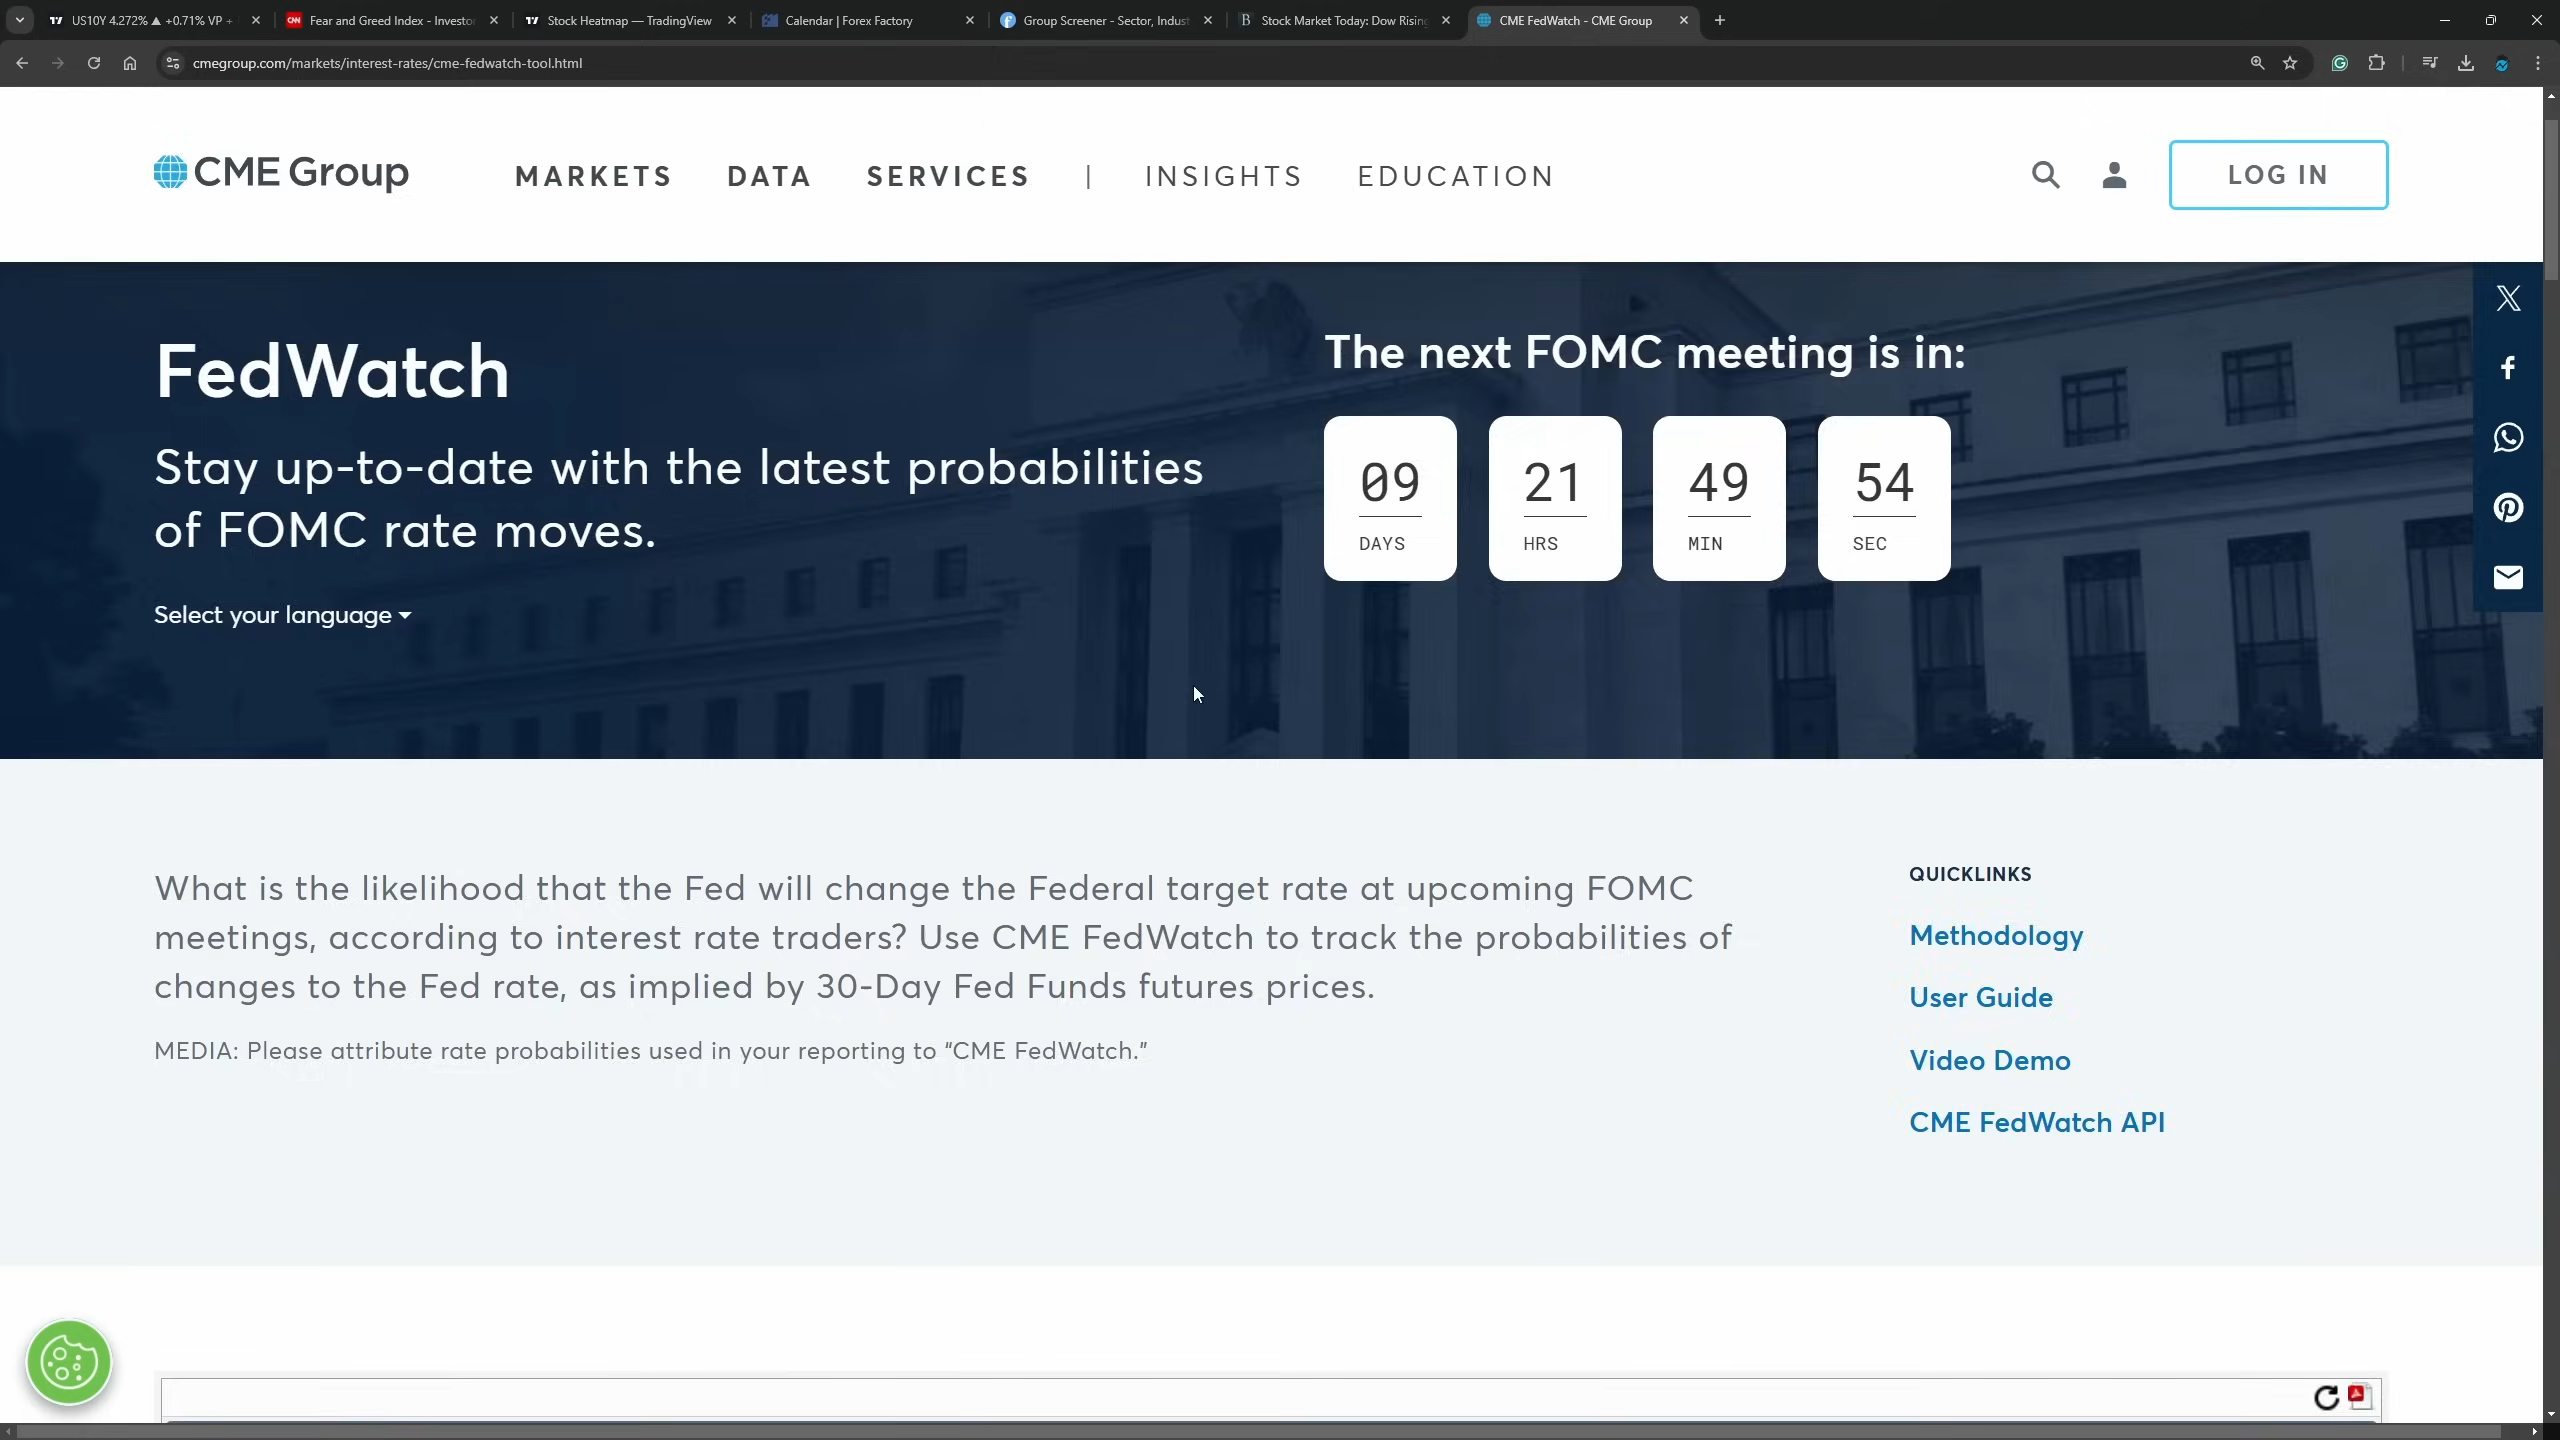 US10Y 4.272% ▲ +0.71% VP +
Fear and Greed Index - Investor
Stock Heatmap — TradingView
Calendar | Forex Factory
Group Screener - Sector, Indust
Stock Market Today: Dow Rising
CME FedWatch - CME Group
cmegroup.com/markets/interest-rates/cme-fedwatch-tool.html
CME Group
MARKETS
DATA
SERVICES
|
INSIGHTS
EDUCATION
LOG IN
FedWatch
Stay up-to-date with the latest probabilities
of FOMC rate moves.
Select your language
The next FOMC meeting is in:
09 21 49 54
DAYS HRS MIN SEC
What is the likelihood that the Fed will change the Federal target rate at upcoming FOMC
meetings, according to interest rate traders? Use CME FedWatch to track the probabilities of
changes to the Fed rate, as implied by 30-Day Fed Funds futures prices.
MEDIA: Please attribute rate probabilities used in your reporting to “CME FedWatch.”
QUICKLINKS
Methodology
User Guide
Video Demo
CME FedWatch API